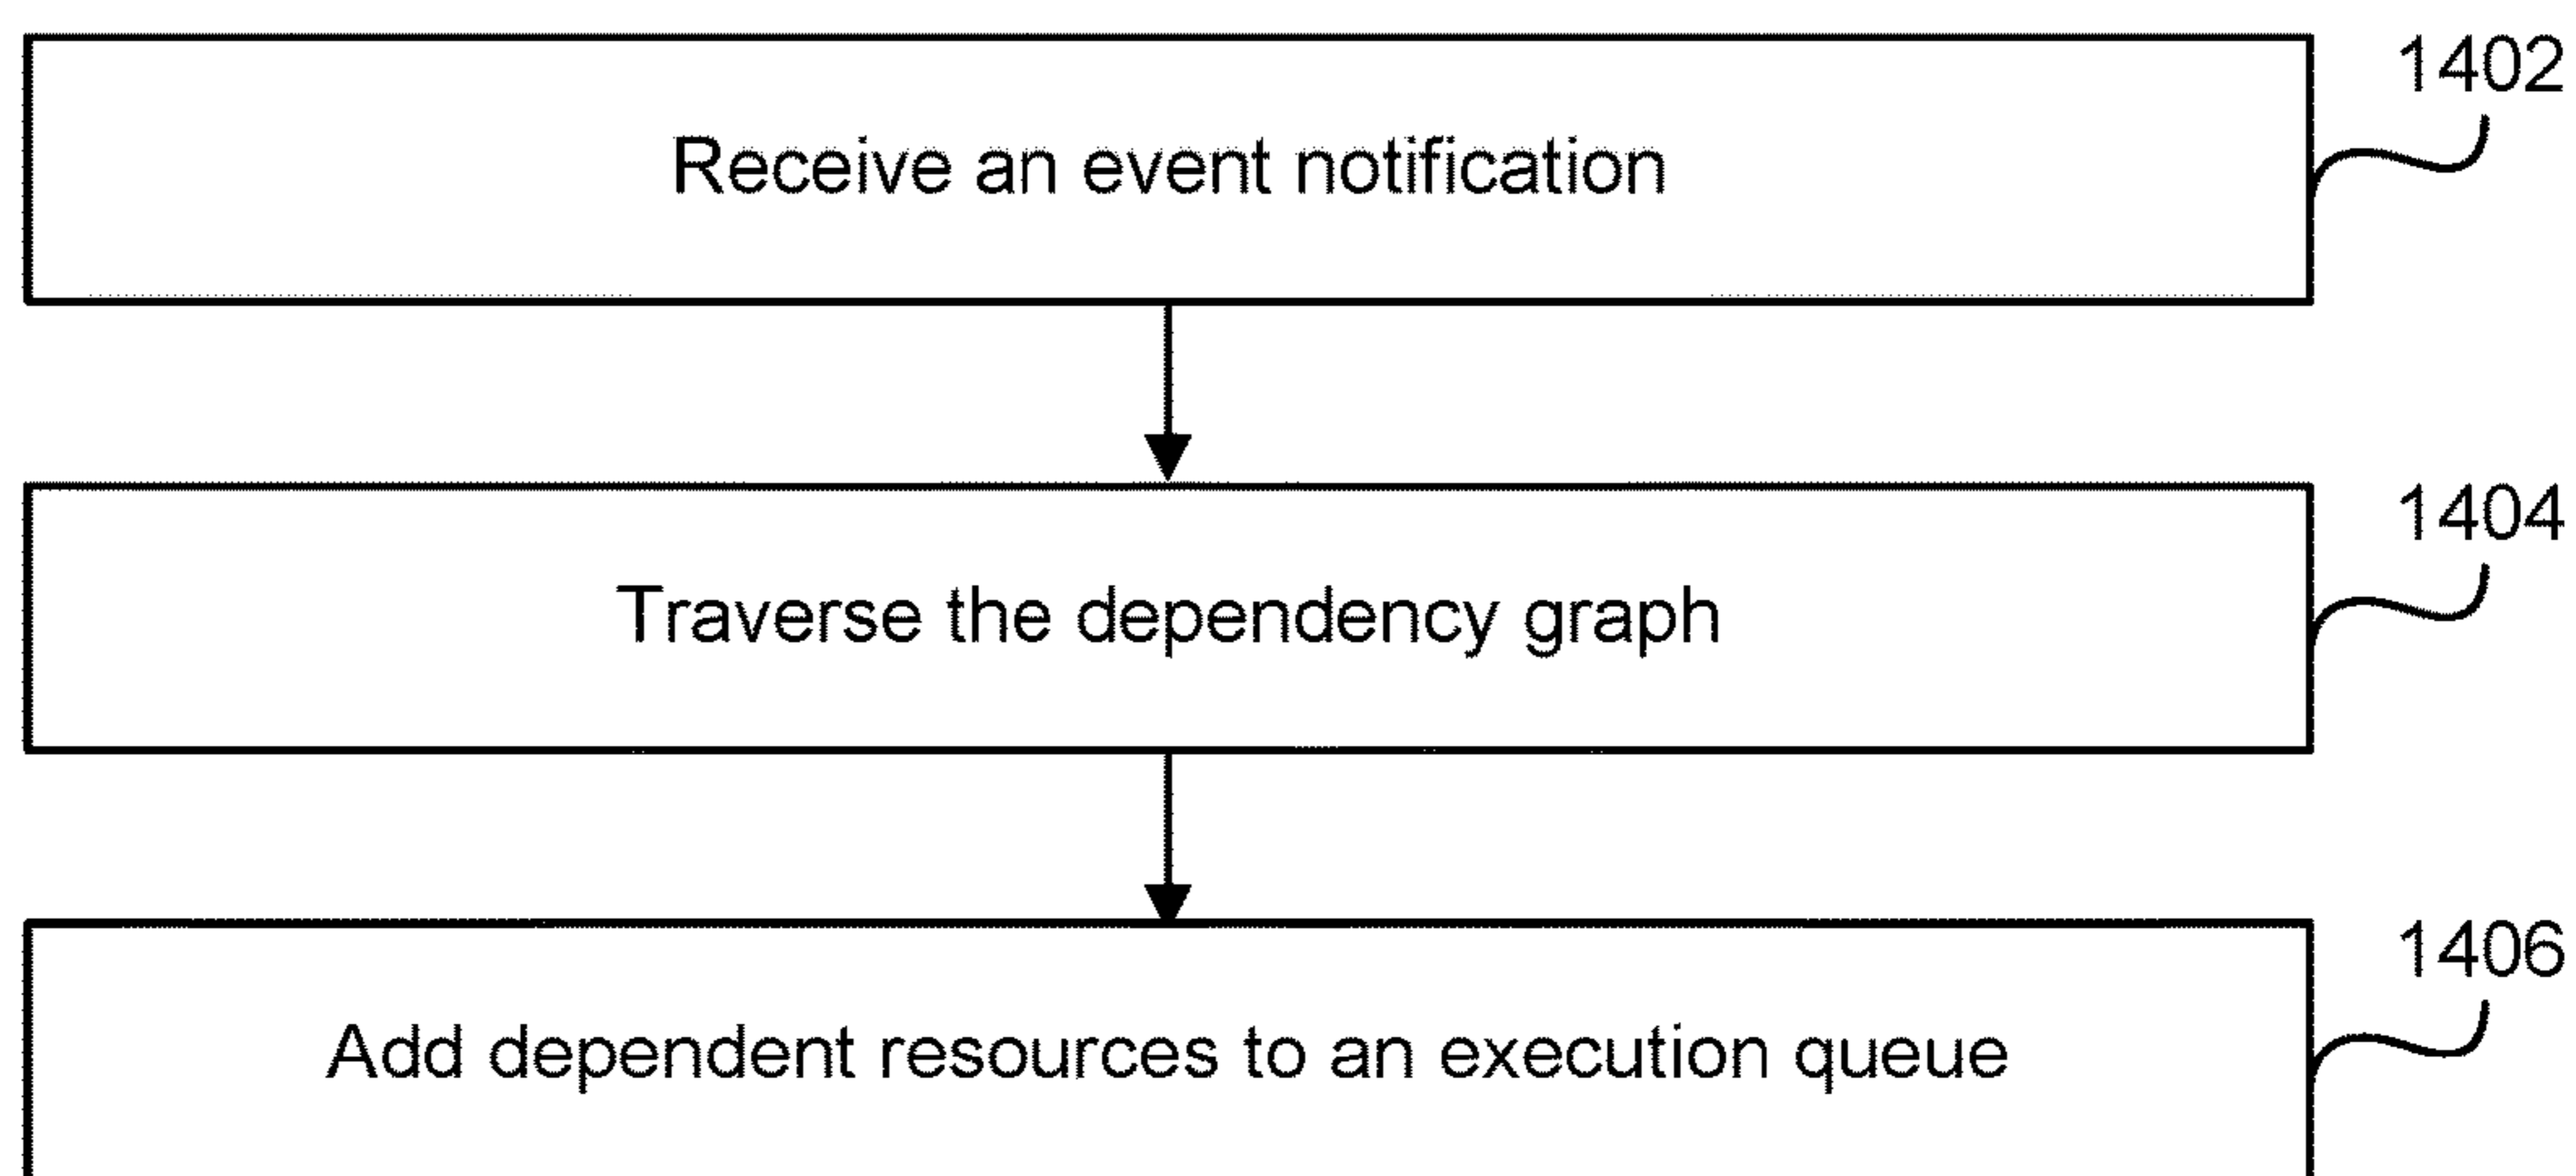 1402
Receive an event notification
1404
Traverse the dependency graph
1406
Add dependent resources to an execution queue